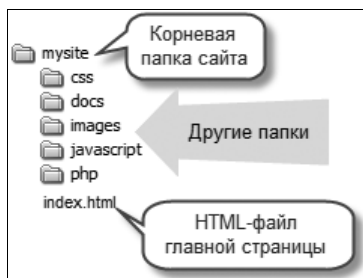 Корневая
папка сайта
mysite
css
docs
images
javascript
php
Другие папки
index.html
HTML-файл
главной страницы